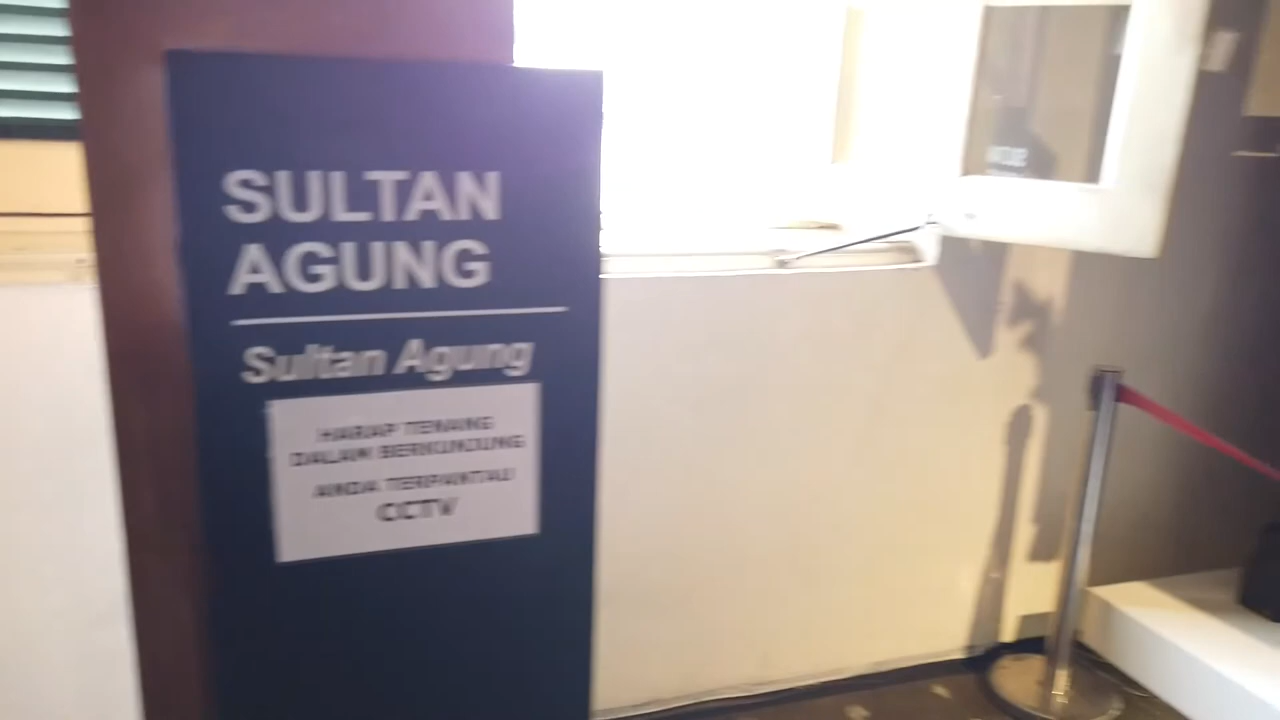 SULTAN
AGUNG
Sultan Agung
HARAP TENANG
DALAM BERKUNJUNG
ANDA TERPANTAU
CCTV